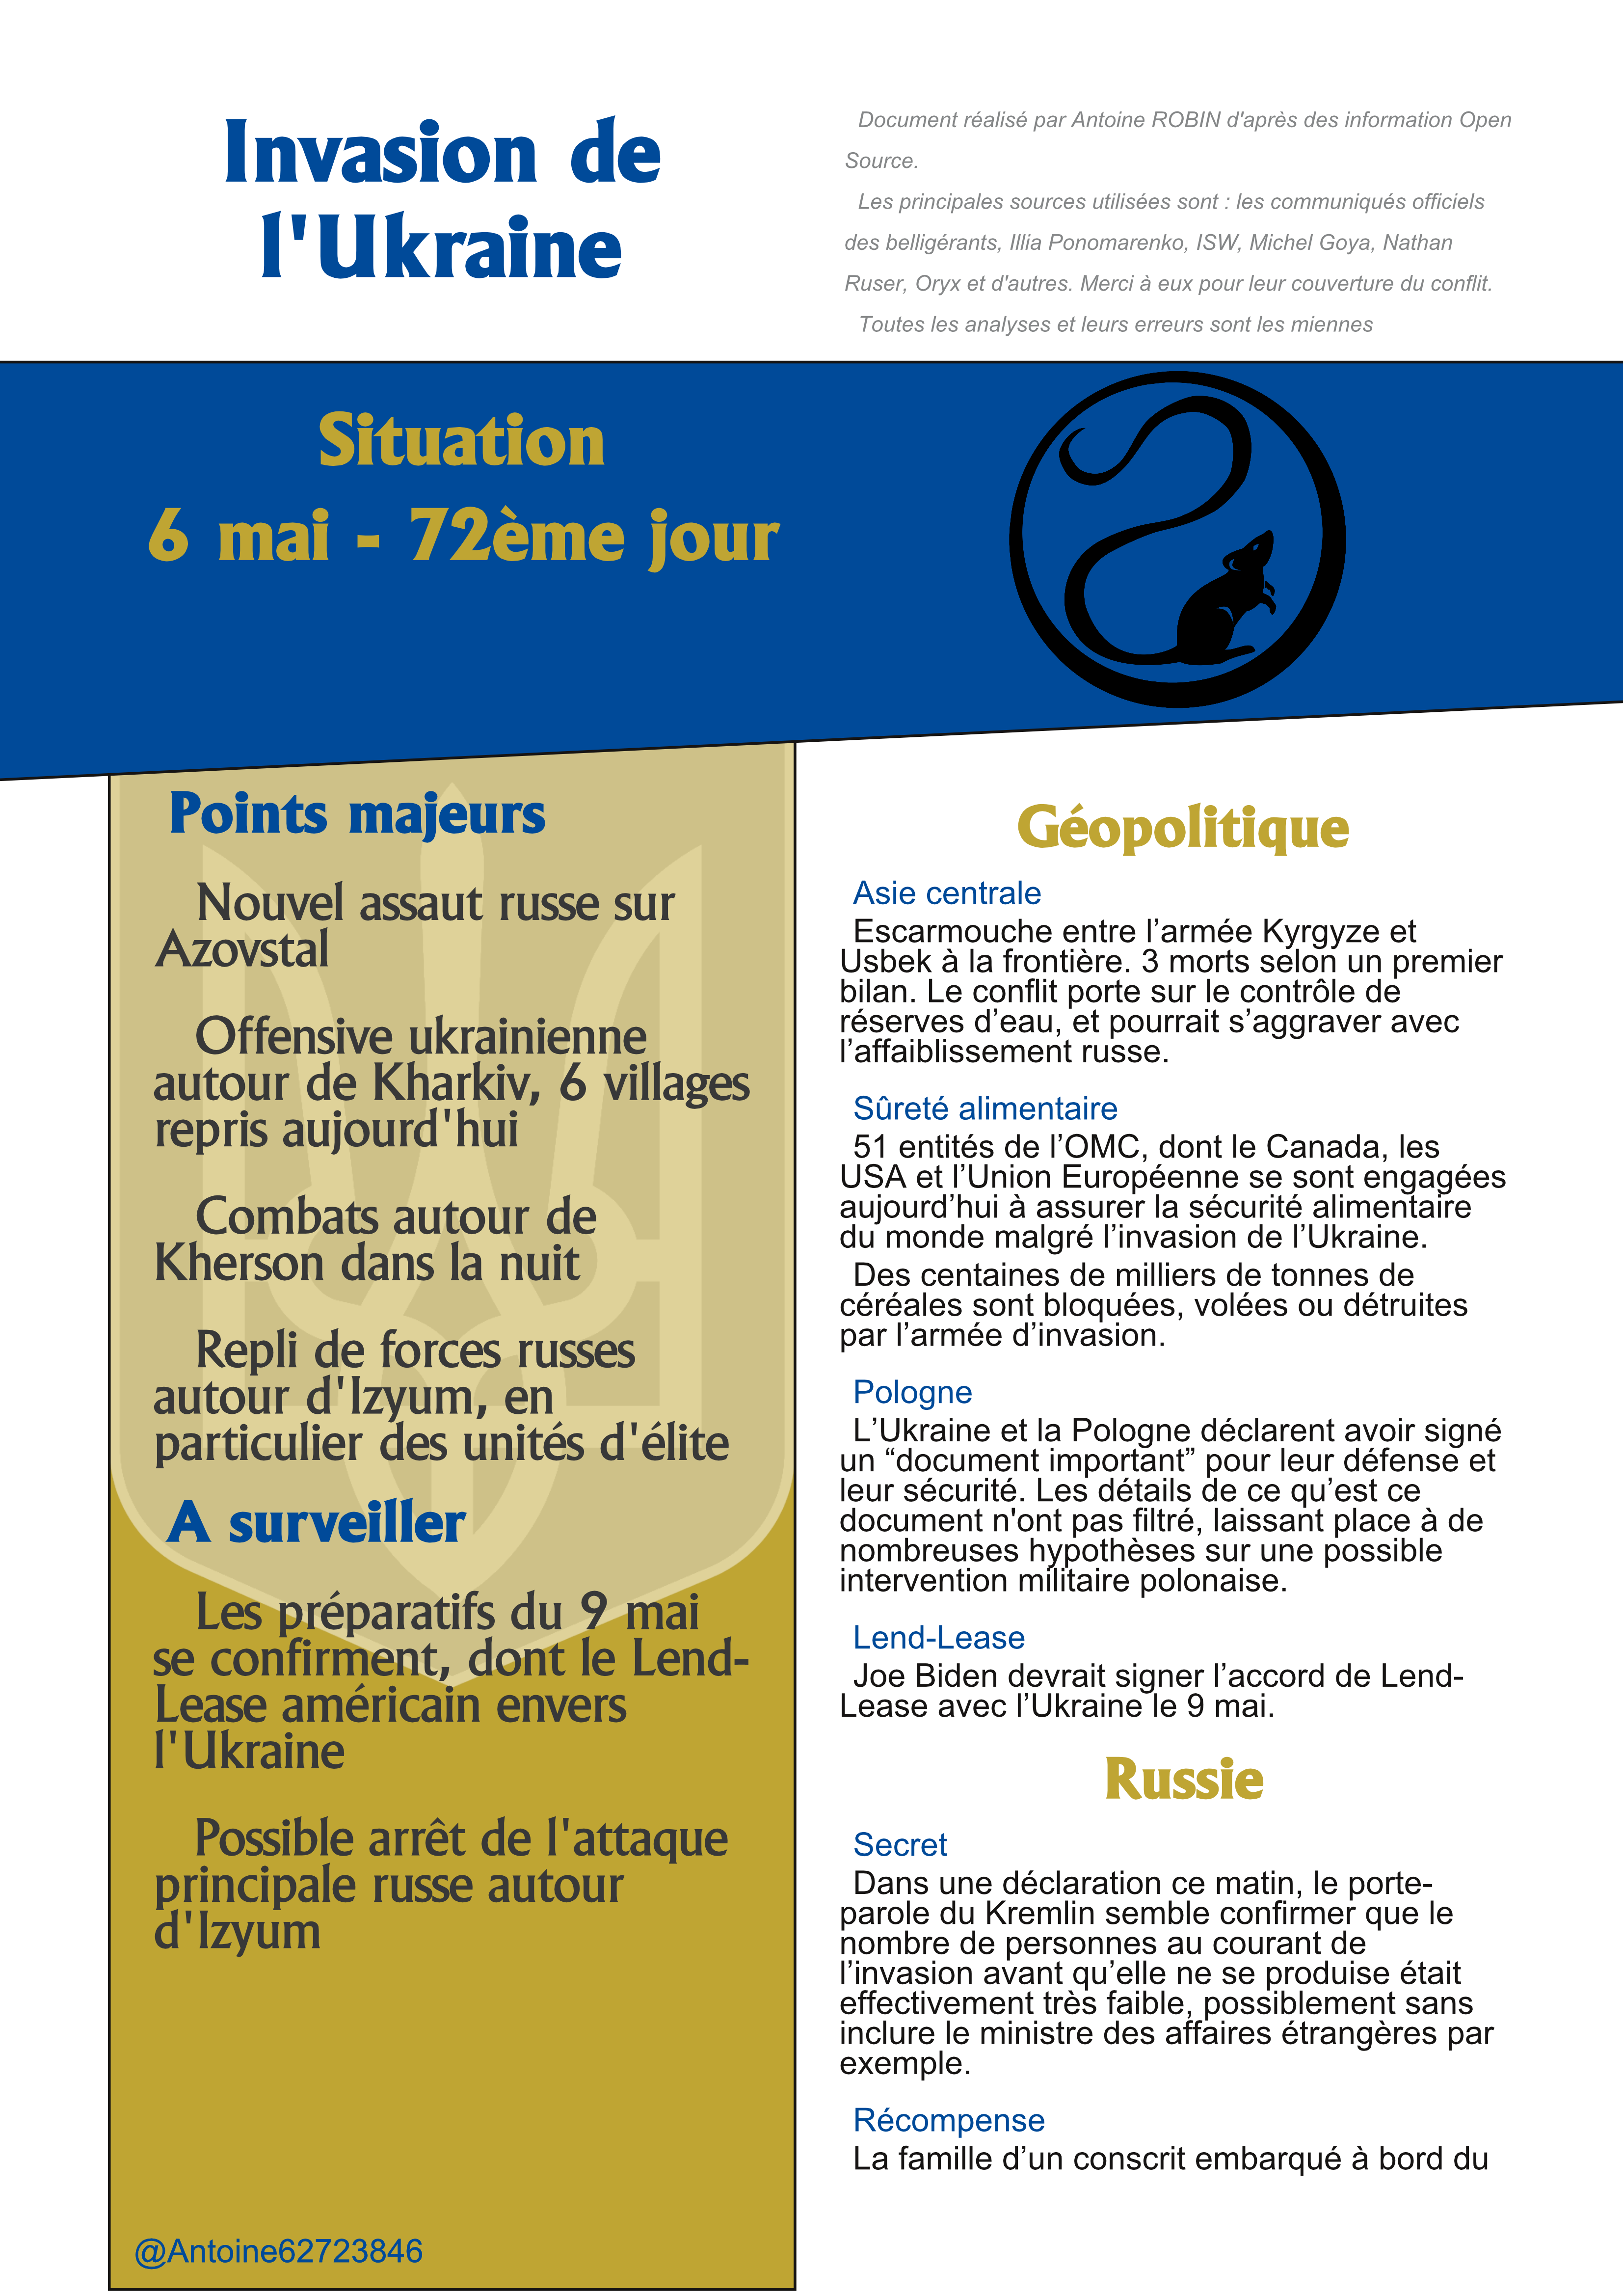 Invasion de
l'Ukraine
Document réalisé par Antoine ROBIN d'après des information Open
Source.
Les principales sources utilisées sont : les communiqués officiels
des belligérants, Illia Ponomarenko, ISW, Michel Goya, Nathan
Ruser, Oryx et d'autres. Merci à eux pour leur couverture du conflit.
Toutes les analyses et leurs erreurs sont les miennes
Situation
6 mai - 72ème jour
Points majeurs
Nouvel assaut russe sur
Azovstal
Offensive ukrainienne
autour de Kharkiv, 6 villages
repris aujourd'hui
Combats autour de
Kherson dans la nuit
Repli de forces russes
autour d'Izyum, en
particulier des unités d'élite
A surveiller
Les préparatifs du 9 mai
se confirment, dont le Lend-
Lease américain envers
l'Ukraine
Possible arrêt de l'attaque
principale russe autour
d'Izyum
@Antoine62723846
Géopolitique
Asie centrale
Escarmouche entre l’armée Kyrgyze et
Usbek à la frontière. 3 morts selon un premier
bilan. Le conflit porte sur le contrôle de
réserves d’eau, et pourrait s’aggraver avec
l’affaiblissement russe.
Sûreté alimentaire
51 entités de l’OMC, dont le Canada, les
USA et l’Union Européenne se sont engagées
aujourd’hui à assurer la sécurité alimentaire
du monde malgré l’invasion de l’Ukraine.
Des centaines de milliers de tonnes de
céréales sont bloquées, volées ou détruites
par l’armée d’invasion.
Pologne
L’Ukraine et la Pologne déclarent avoir signé
un “document important” pour leur défense et
leur sécurité. Les détails de ce qu’est ce
document n'ont pas filtré, laissant place à de
nombreuses hypothèses sur une possible
intervention militaire polonaise.
Lend-Lease
Joe Biden devrait signer l’accord de Lend-
Lease avec l’Ukraine le 9 mai.
Russie
Secret
Dans une déclaration ce matin, le porte-
parole du Kremlin semble confirmer que le
nombre de personnes au courant de
l’invasion avant qu’elle ne se produise était
effectivement très faible, possiblement sans
inclure le ministre des affaires étrangères par
exemple.
Récompense
La famille d’un conscrit embarqué à bord du